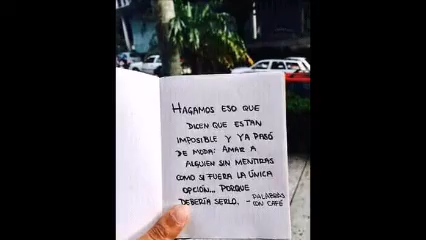 HAGAMOS ESO QUE
DICEN QUE ESTAN
IMPOSIBLE Y YA PASÓ
DE MODA: AMAR A
ALGUIEN SIN MENTIRAS
COMO SI FUERA LA ÚNICA
OPCIÓN... PORQUE
DEBERÍA SERLO. - PALABRAS
CON CAFÉ